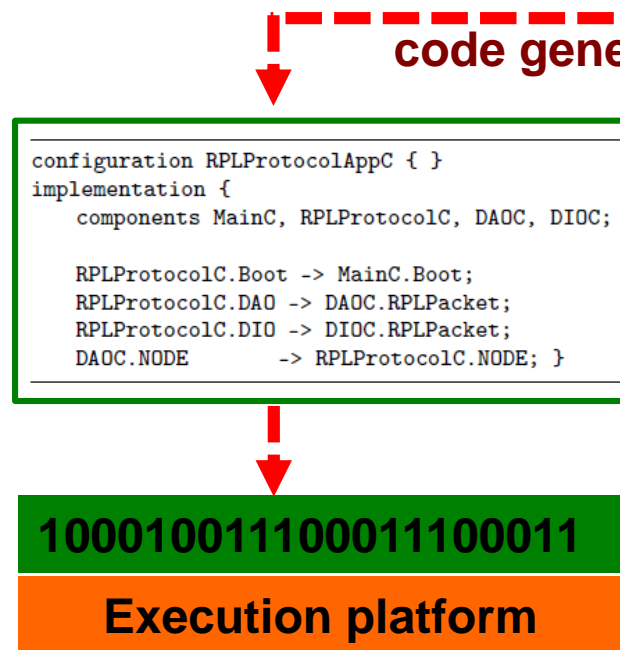 code gene
configuration RPLProtocolAppC { }
implementation {
components MainC, RPLProtocolC, DAOC, DIOC;
RPLProtocolC.Boot -> MainC.Boot;
RPLProtocolC.DAO -> DAOC.RPLPacket;
RPLProtocolC.DIO -> DIOC.RPLPacket;
DAOC.NODE -> RPLProtocolC.NODE; }
100010011100011100011
Execution platform